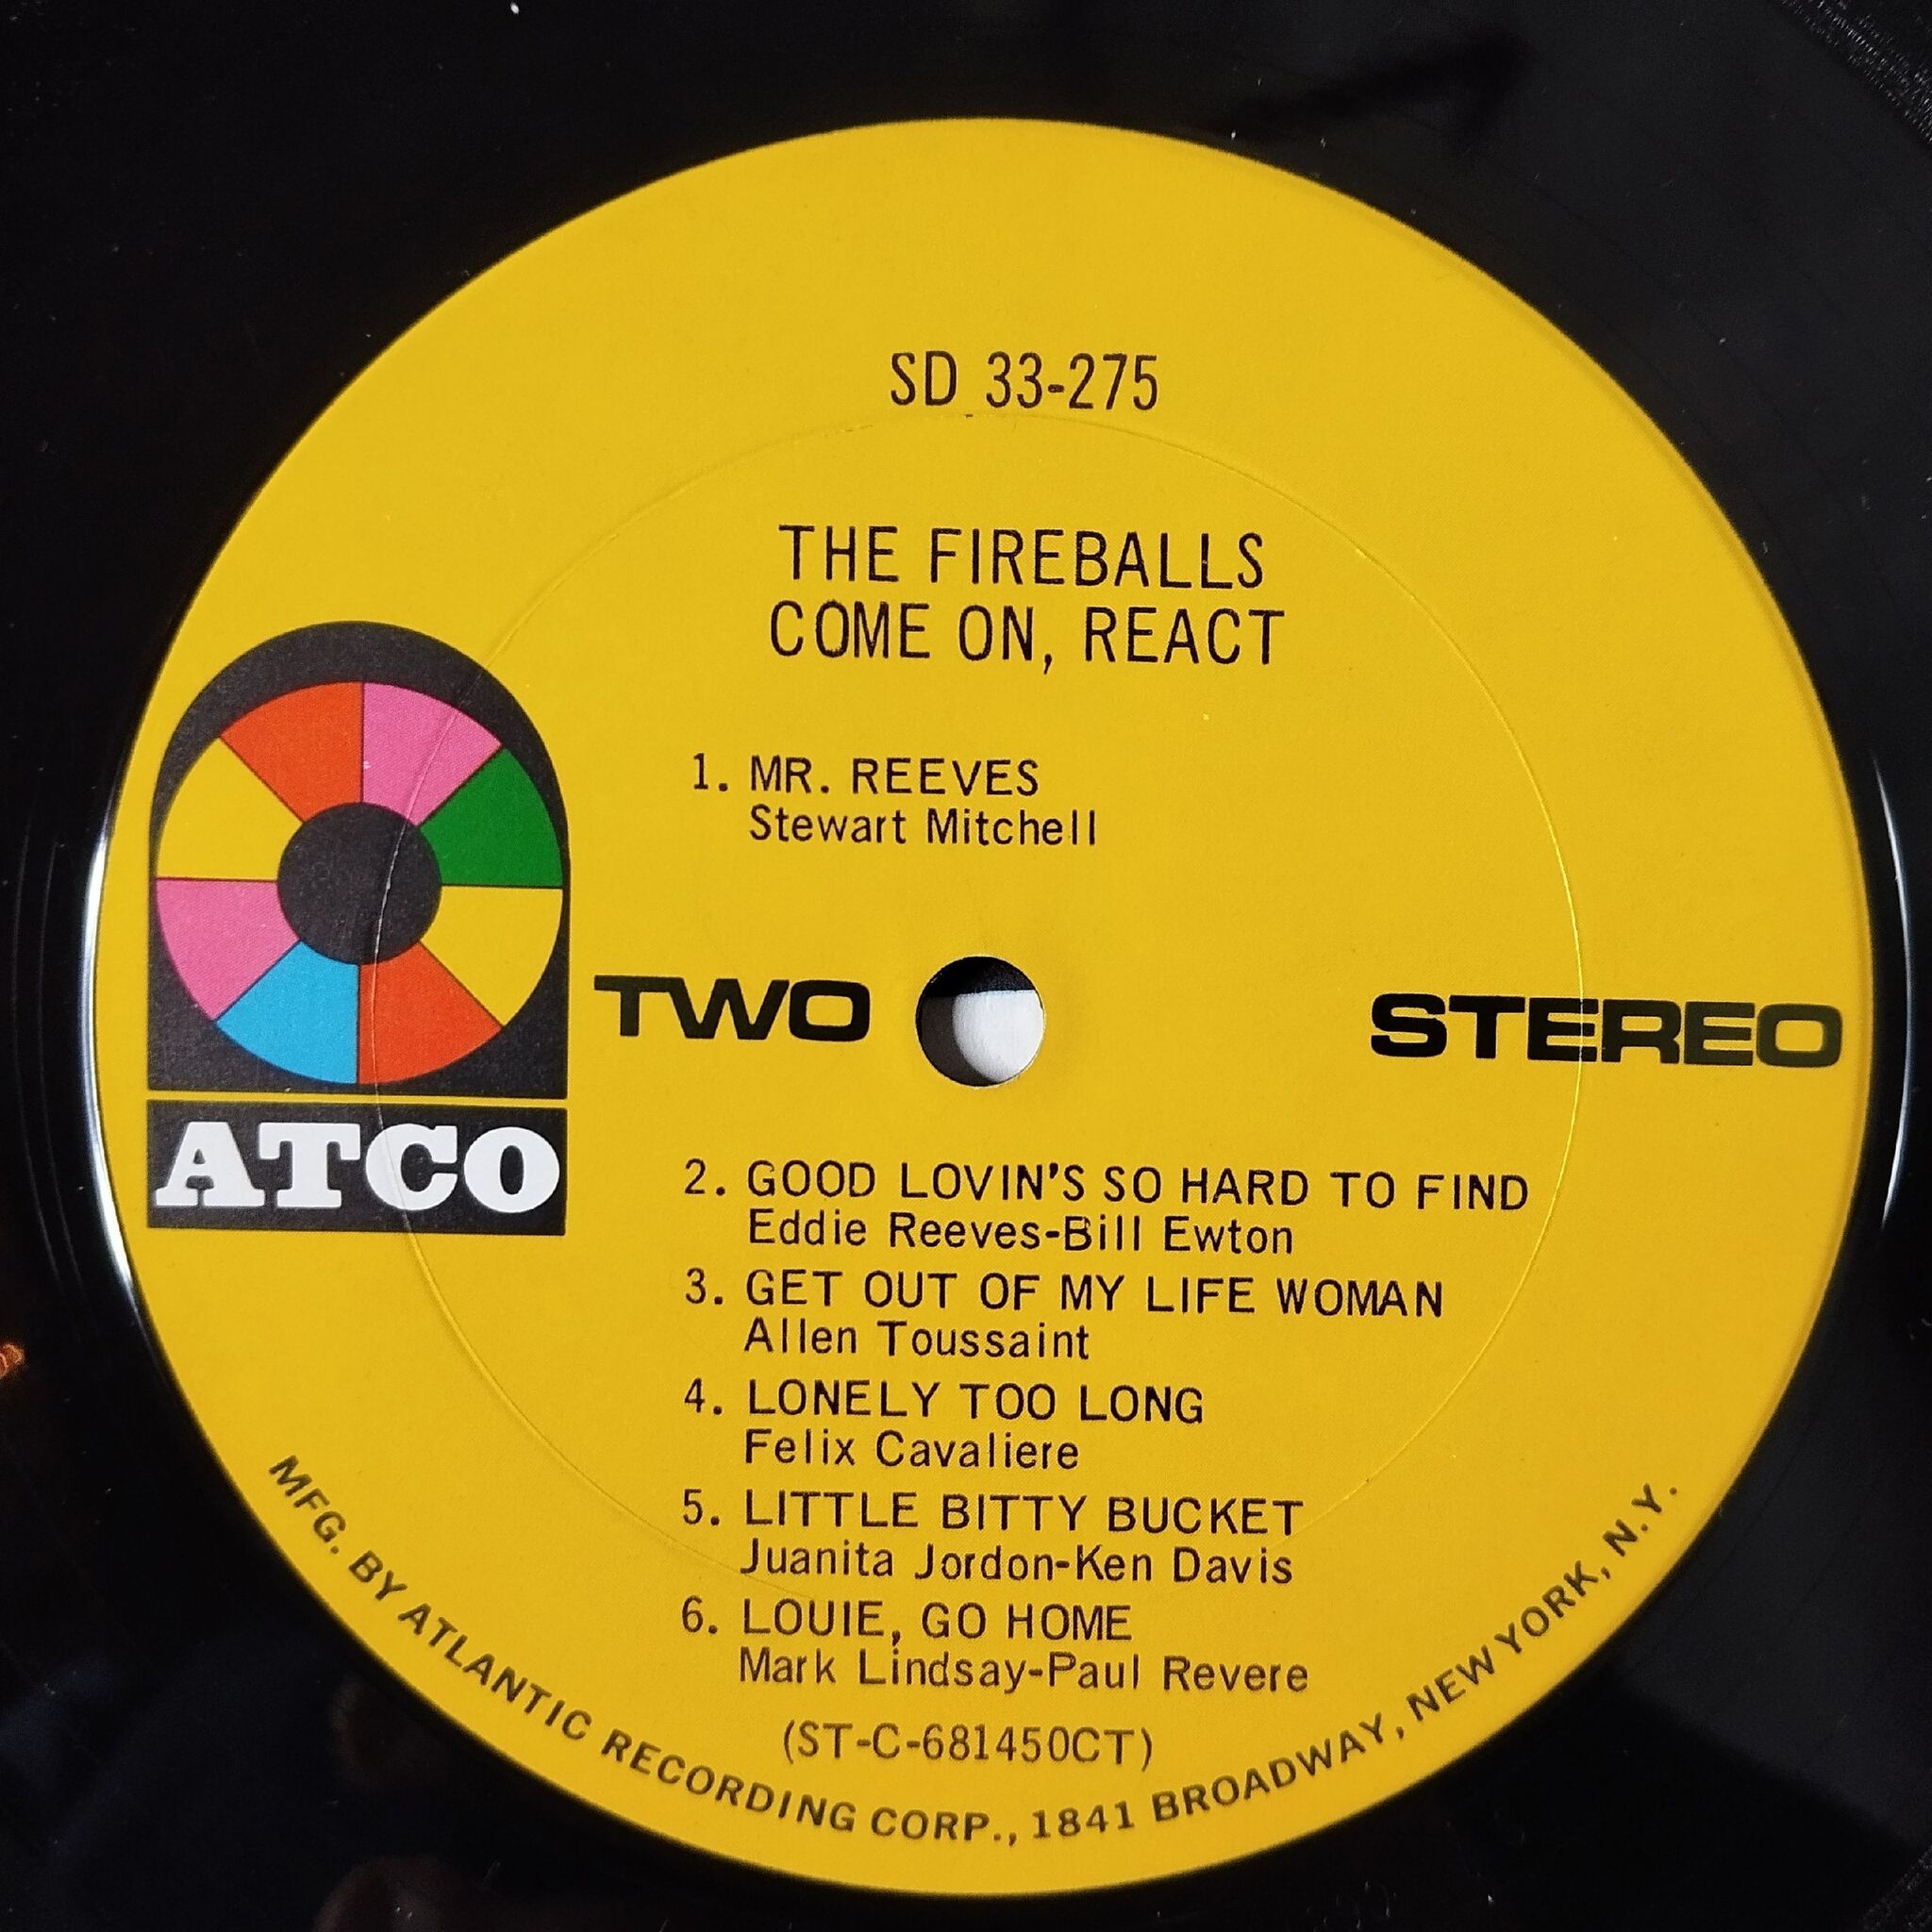 SD 33-275
THE FIREBALLS
COME ON, REACT
1. MR. REEVES
Stewart Mitchell
TWO
STEREO
ATCO
2. GOOD LOVIN'S SO HARD TO FIND
Eddie Reeves-Bill Ewton
3. GET OUT OF MY LIFE WOMAN
Allen Toussaint
4. LONELY TOO LONG
Felix Cavaliere
5. LITTLE BITTY BUCKET
Juanita Jordon-Ken Davis
6. LOUIE, GO HOME
Mark Lindsay-Paul Revere
(ST-C-681450CT)
MFG. BY ATLANTIC RECORDING CORP., 1841 BROADWAY, NEW YORK, N.Y.